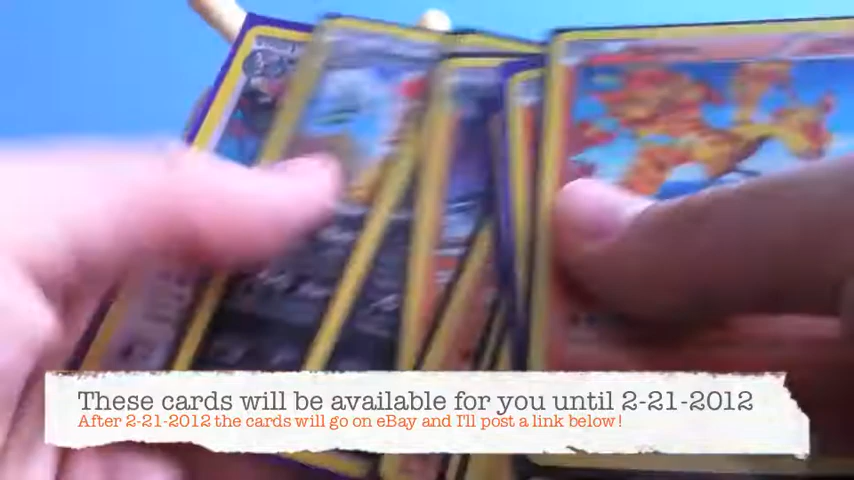 These cards will be available for you until 2-21-2012
After 2-21-2012 the cards will go on eBay and I'll post a link below!